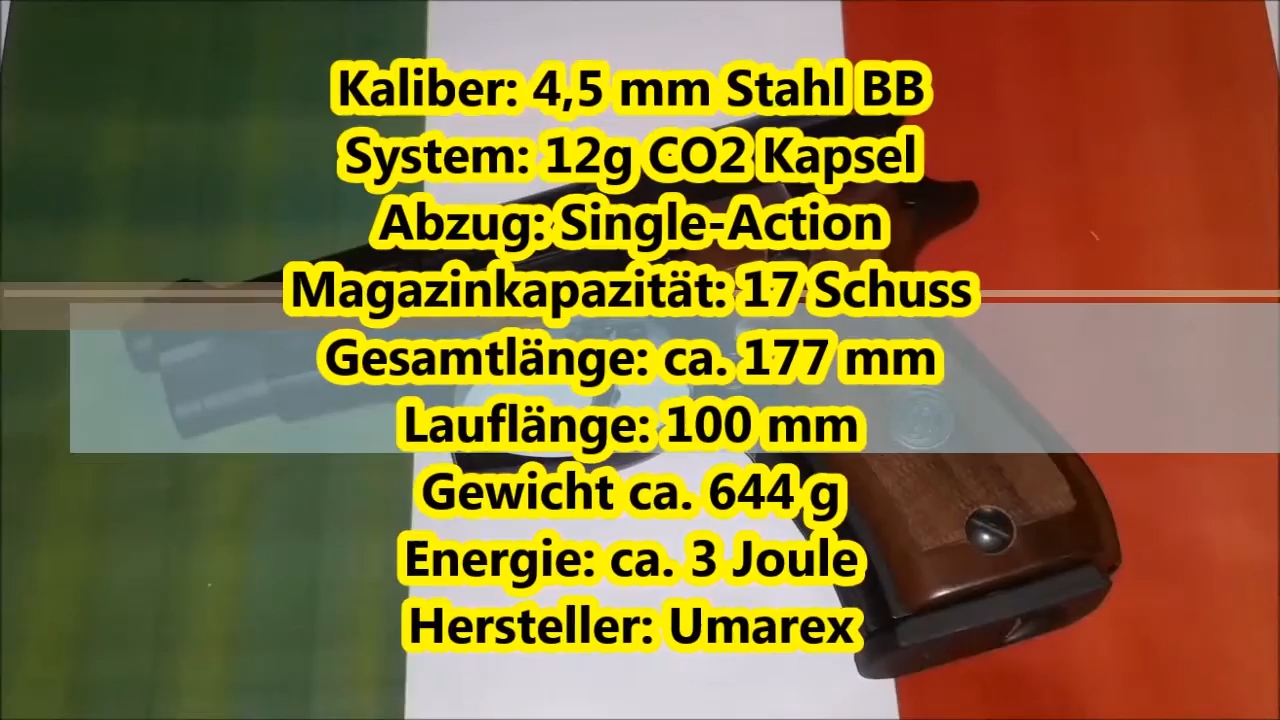 Kaliber: 4,5 mm Stahl BB
System: 12g CO2 Kapsel
Abzug: Single-Action
Magazinkapazität: 17 Schuss
Gesamtlänge: ca. 177 mm
Lauflänge: 100 mm
Gewicht ca. 644 g
Energie: ca. 3 Joule
Hersteller: Umarex